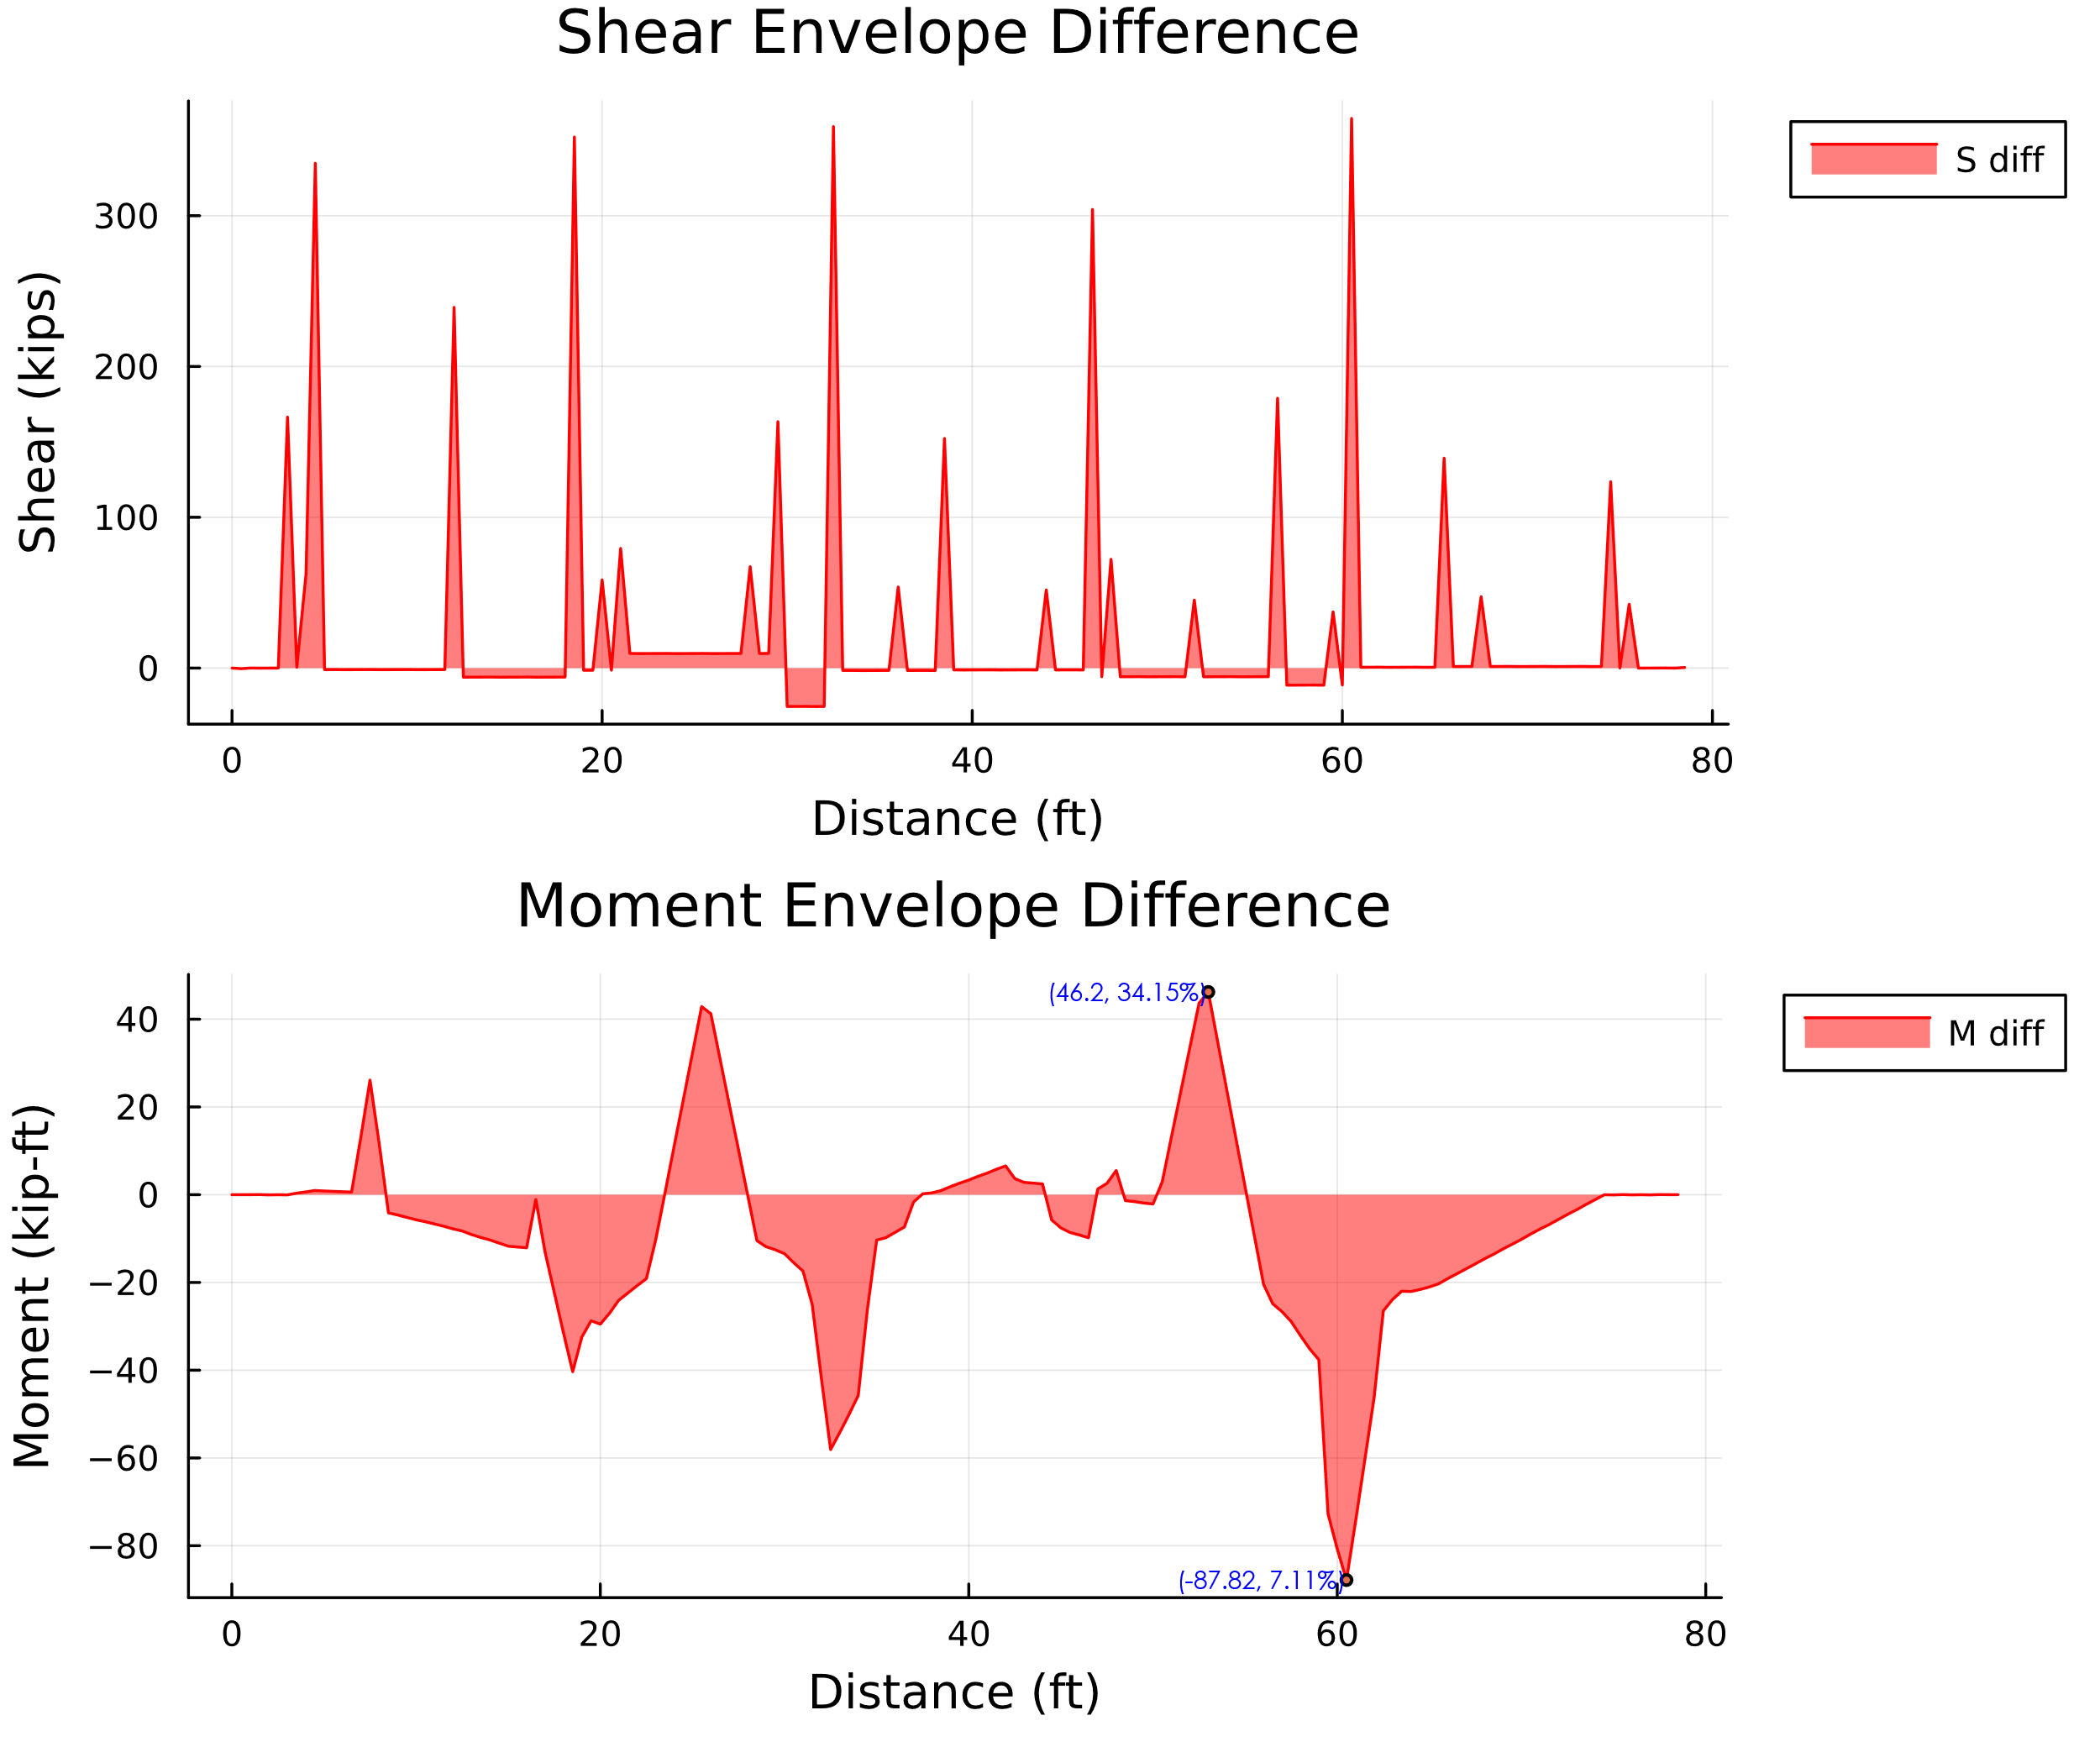 Shear Envelope Difference
S diff
300
200
100
0
Shear (kips)
0 20 40 60 80
Distance (ft)
Moment Envelope Difference
(46.2, 34.15%)
M diff
40
20
0
−20
−40
−60
−80
Moment (kip-ft)
(-87.82, 7.11%)
0 20 40 60 80
Distance (ft)